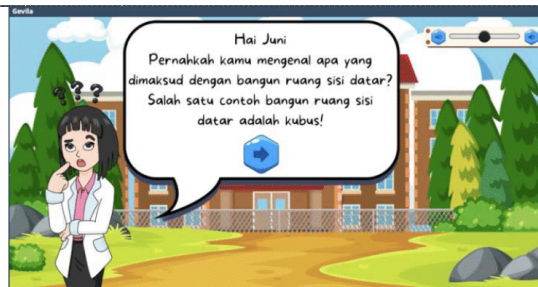 Gevila
Hai Juni
Pernahkah kamu mengenal apa yang
dimaksud dengan bangun ruang sisi datar?
Salah satu contoh bangun ruang sisi
datar adalah kubus!
???